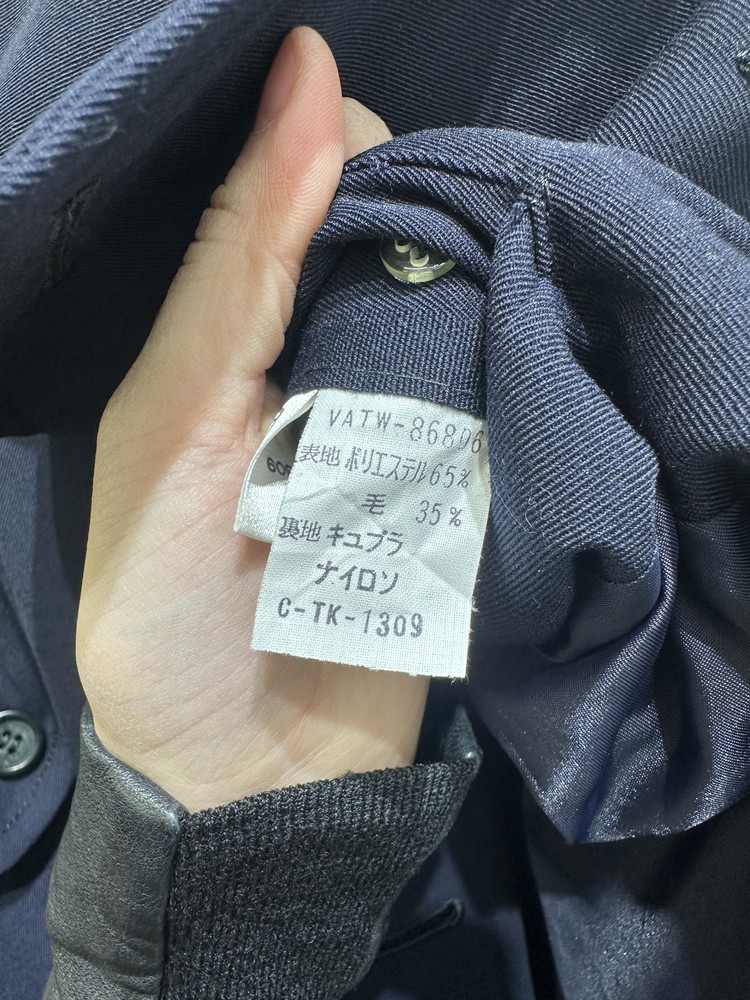 VATW-86806
表地 ポリエステル65%
毛 35%
裏地 キュプラ
ナイロン
C-TK-1309